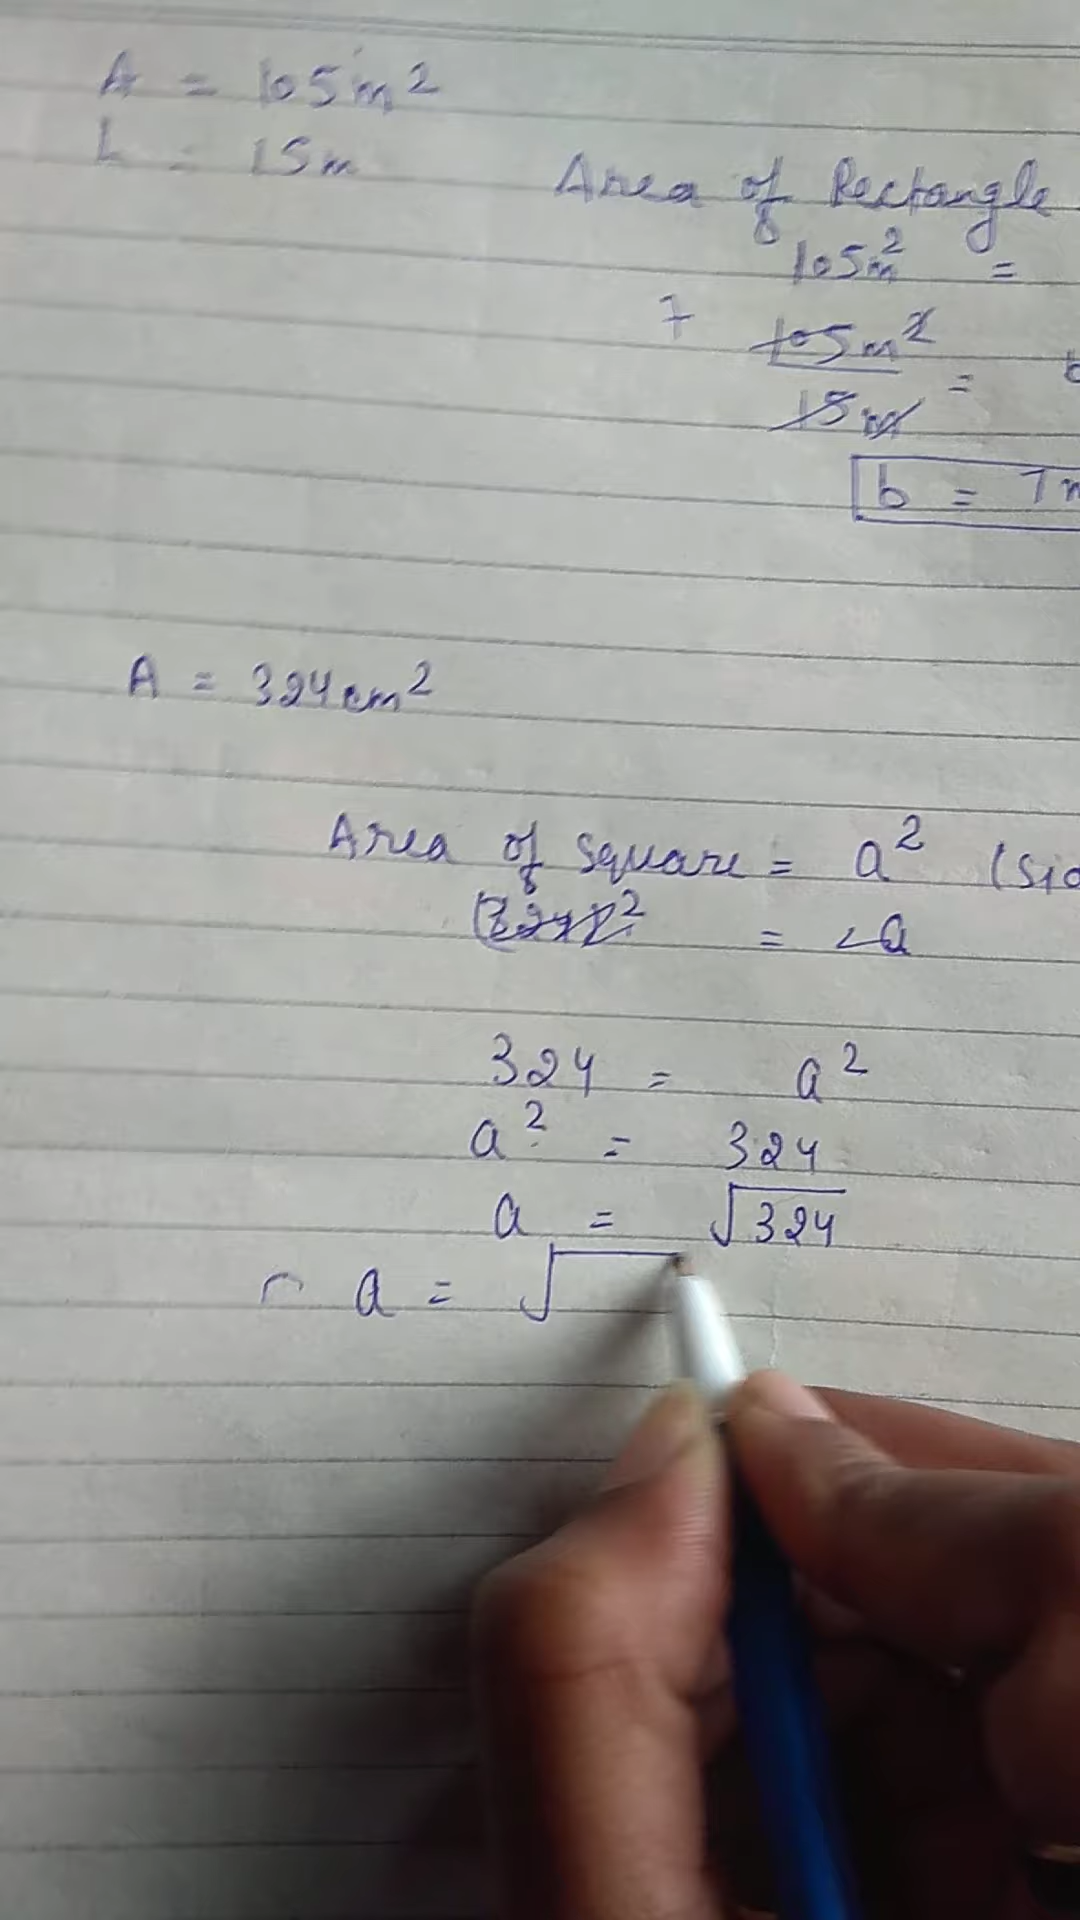 A = 105m²
L = 15m
Area of Rectangle
105m² =
7 105m² =
15m
b = 7
A = 324cm²
Area of square = a² (Sid
= a
324 = a²
a² = 324
a = √324
a = √